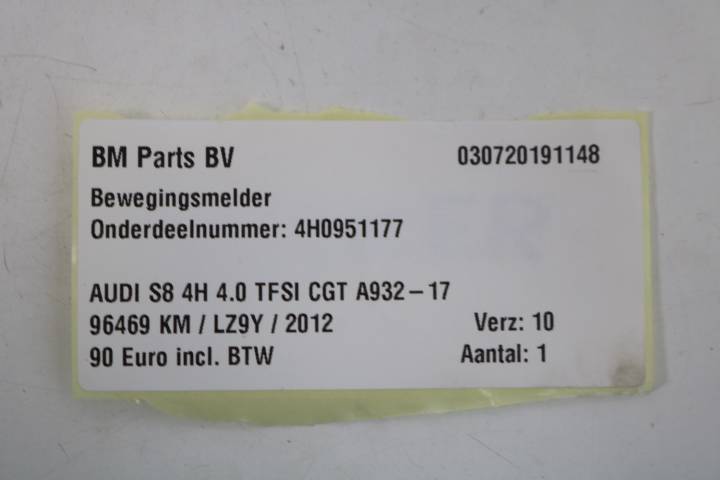 BM Parts BV 030720191148
Bewegingsmelder
Onderdeelnummer: 4H0951177
AUDI S8 4H 4.0 TFSI CGT A932-17
96469 KM / LZ9Y / 2012 Verz: 10
90 Euro incl. BTW Aantal: 1